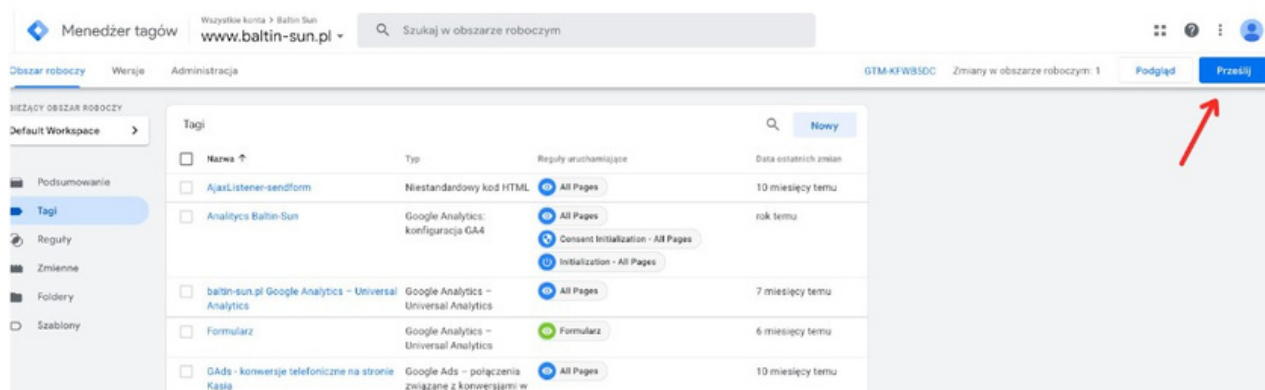 Menedżer tagów
Wszystkie konta > Baltin Sun
www.baltin-sun.pl
Szukaj w obszarze roboczym
Obszar roboczy Wersje Administracja GTM-KFWB5DC Zmiany w obszarze roboczym: 1 Podgląd Prześlij
BIEŻĄCY OBSZAR ROBOCZY
Default Workspace
Podsumowanie
Tagi
Reguły
Zmienne
Foldery
Szablony
Tagi Nowy
Nazwa Typ Reguły uruchamiające Data ostatnich zmian
AjaxListener-sendform Niestandardowy kod HTML All Pages 10 miesięcy temu
Analitycs Baltin-Sun Google Analytics: All Pages rok temu
konfiguracja GA4
Consent Initialization - All Pages
Initialization - All Pages
baltin-sun.pl Google Analytics – Universal Google Analytics – All Pages 7 miesięcy temu
Analytics Universal Analytics
Formularz Google Analytics – Formularz 6 miesięcy temu
Universal Analytics
GAds - konwersje telefoniczne na stronie Google Ads – połączenia All Pages 10 miesięcy temu
Kasia związane z konwersjami w